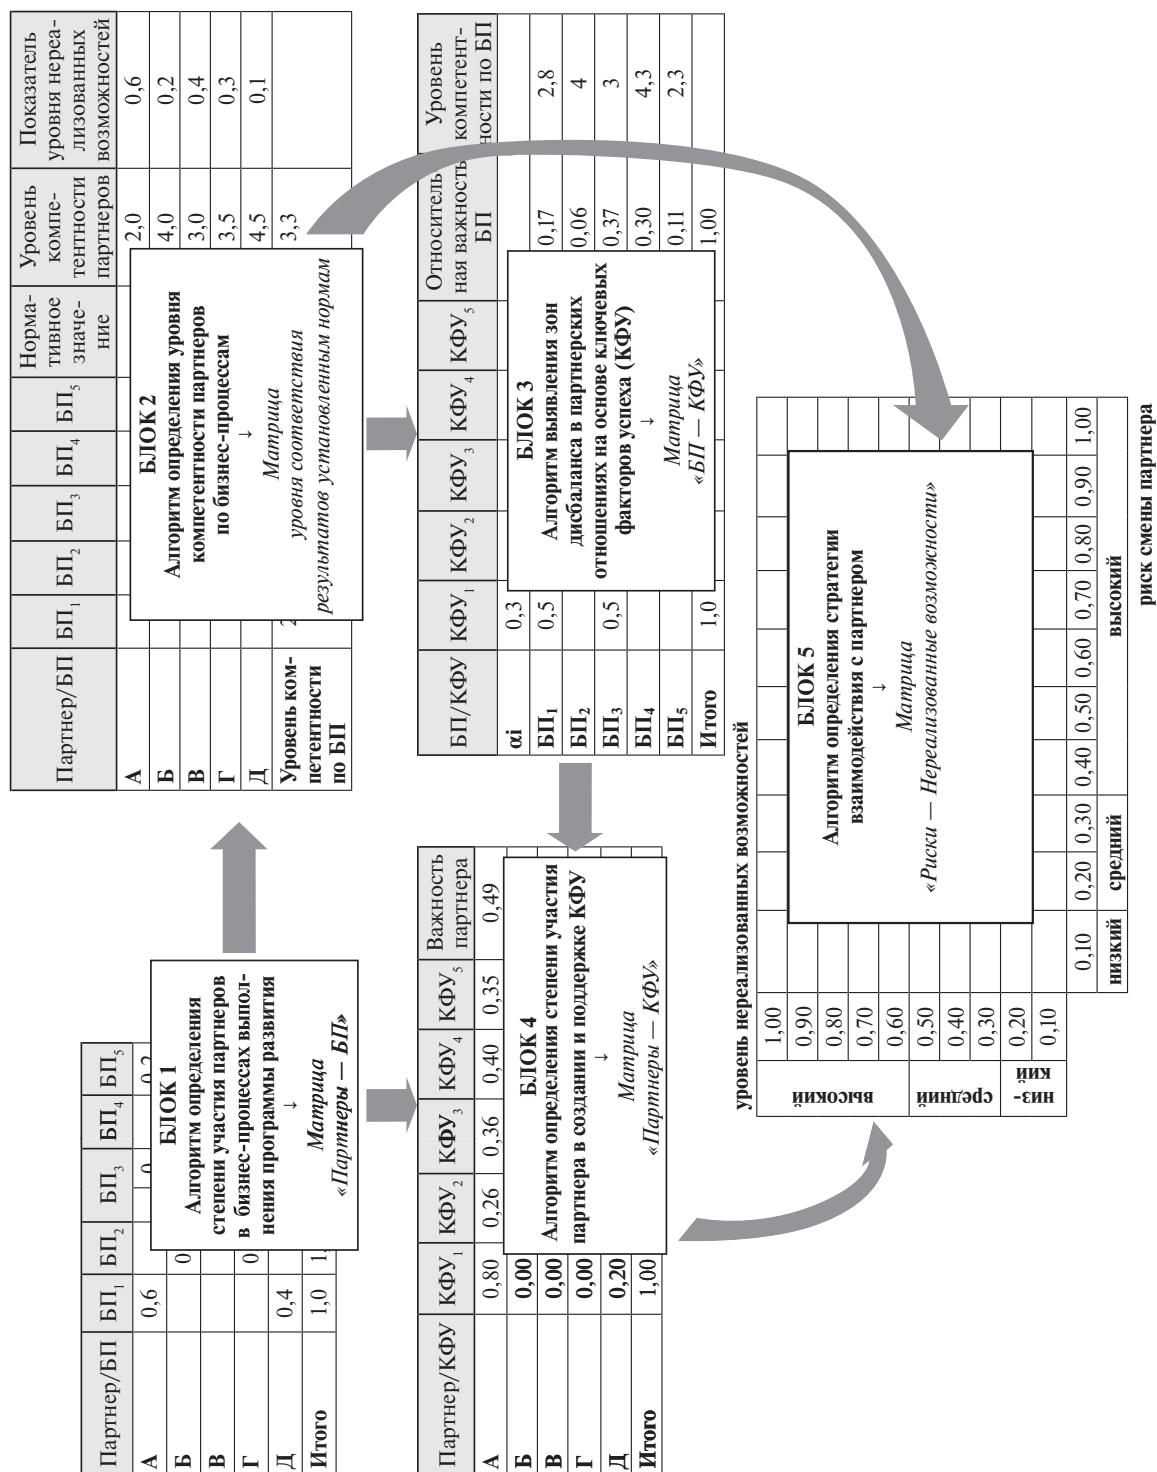 Партнер/БП БП₁ БП₂ БП₃ БП₄ БП₅
А 0,6 0,2
Б 0
В
Г 0
Д 0,4
Итого 1,0 1,
БЛОК 1
Алгоритм определения
степени участия партнеров
в бизнес-процессах выпол-
нения программы развития
↓
Матрица
«Партнеры — БП»
Партнер/БП БП₁ БП₂ БП₃ БП₄ БП₅
Норма-
тивное
значе-
ние
Уровень
компе-
тентности
партнеров
Показатель
уровня нереа-
лизованных
возможностей
А 2,0 0,6
Б 4,0 0,2
В 3,0 0,4
Г 3,5 0,3
Д 4,5 0,1
Уровень ком-
петентности
по БП
2 3,3
БЛОК 2
Алгоритм определения уровня
компетентности партнеров
по бизнес-процессам
↓
Матрица
уровня соответствия
результатов установленным нормам
Партнер/КФУ КФУ₁ КФУ₂ КФУ₃ КФУ₄ КФУ₅
Важность
партнера
А 0,80 0,26 0,36 0,40 0,35 0,49
Б 0,00
В 0,00
Г 0,00
Д 0,20
Итого 1,00
БЛОК 4
Алгоритм определения степени участия
партнера в создании и поддержке КФУ
↓
Матрица
«Партнеры — КФУ»
БП/КФУ КФУ₁ КФУ₂ КФУ₃ КФУ₄ КФУ₅
Относитель
ная важность
БП
Уровень
компетент-
ности по БП
αi 0,3
БП₁ 0,5 0,17 2,8
БП₂ 0,06 4
БП₃ 0,5 0,37 3
БП₄ 0,30 4,3
БП₅ 0,11 2,3
Итого 1,0 1,00
БЛОК 3
Алгоритм выявления зон
дисбаланса в партнерских
отношениях на основе ключевых
факторов успеха (КФУ)
↓
Матрица
«БП — КФУ»
уровень нереализованных возможностей
высокий
средний
низ-
кий
1,00
0,90
0,80
0,70
0,60
0,50
0,40
0,30
0,20
0,10
БЛОК 5
Алгоритм определения стратегии
взаимодействия с партнером
↓
Матрица
«Риски — Нереализованные возможности»
0,10 0,20 0,30 0,40 0,50 0,60 0,70 0,80 0,90 1,00
низкий средний высокий
риск смены партнера